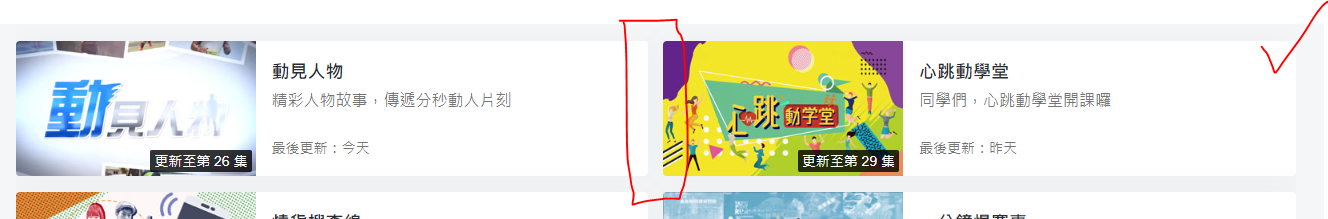 動見人物
更新至第 26 集
動見人物
精彩人物故事，傳遞分秒動人片刻
最後更新：今天
心跳動学堂
更新至第 29 集
心跳動學堂
同學們，心跳動學堂開課囉
最後更新：昨天